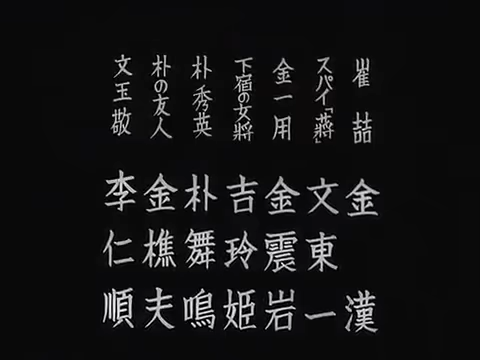 崔詰 金漢
スパイ「蔣」 文東一
金一用 金震岩
下宿の女將 吉玲姫
朴秀英 朴舞鳴
朴の友人 金樵夫
文玉敬 李仁順